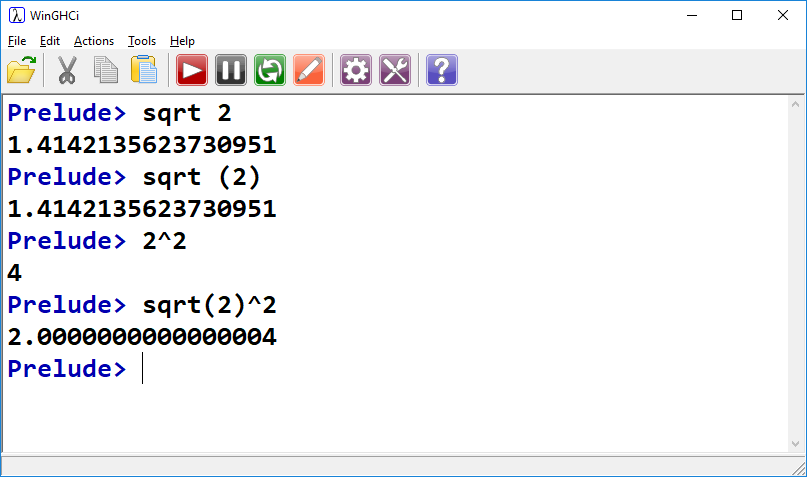 WinGHCi
File Edit Actions Tools Help
Prelude> sqrt 2
1.4142135623730951
Prelude> sqrt (2)
1.4142135623730951
Prelude> 2^2
4
Prelude> sqrt(2)^2
2.0000000000000004
Prelude>